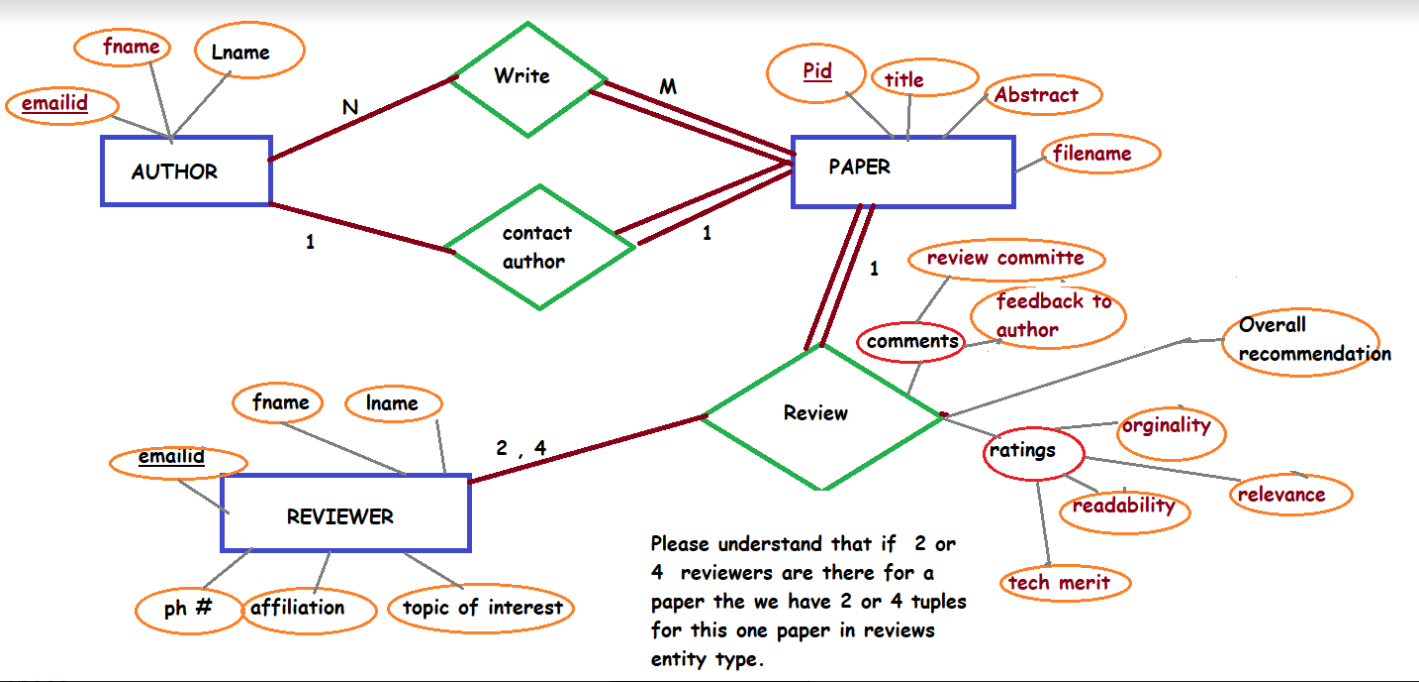 fname
Lname
emailid
AUTHOR
Write
N
M
Pid
title
Abstract
filename
PAPER
contact
author
1
1
1
review committe
feedback to
author
comments
Overall
recommendation
Review
orginality
ratings
relevance
readability
tech merit
fname
lname
emailid
2 , 4
REVIEWER
ph #
affiliation
topic of interest
Please understand that if 2 or
4 reviewers are there for a
paper the we have 2 or 4 tuples
for this one paper in reviews
entity type.